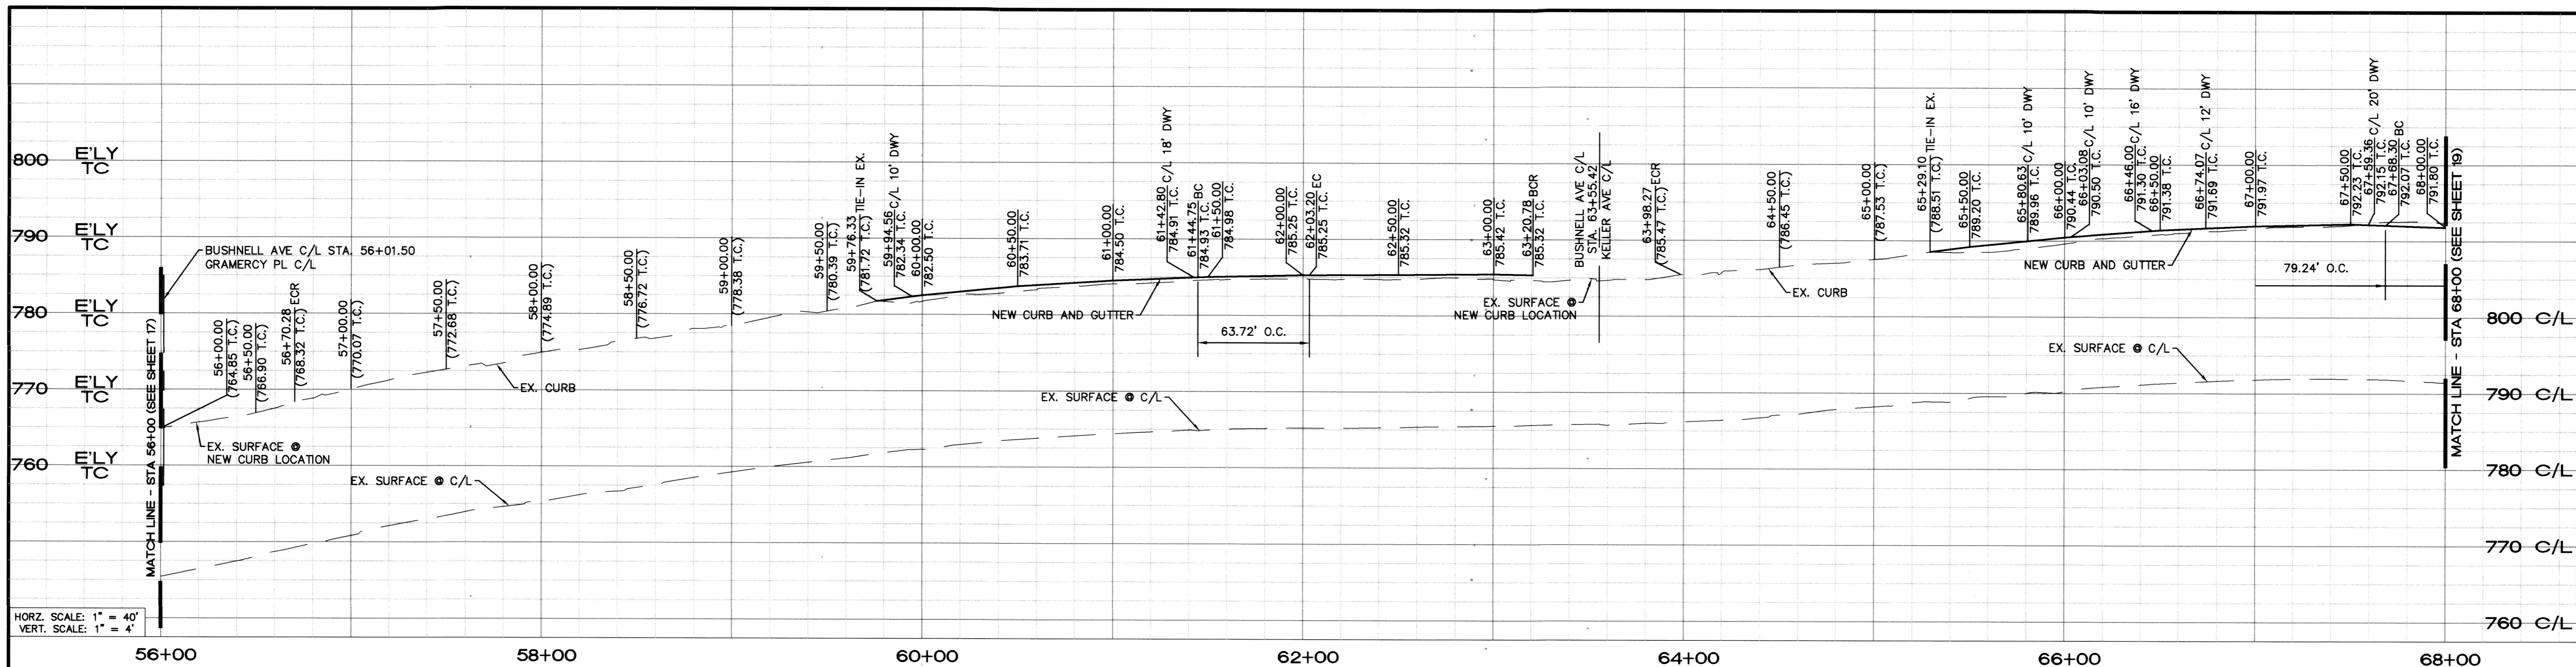 800 E'LY
TC
790 E'LY
TC
780 E'LY
TC
770 E'LY
TC
760 E'LY
TC
MATCH LINE - STA 56+00 (SEE SHEET 17)
BUSHNELL AVE C/L STA. 56+01.50
GRAMERCY PL C/L
56+00.00
(764.85 T.C.)
56+50.00
(766.90 T.C.)
56+70.28 ECR
(768.32 T.C.)
57+00.00
(770.07 T.C.)
57+50.00
(772.68 T.C.)
58+00.00
(774.89 T.C.)
58+50.00
(776.72 T.C.)
59+00.00
(778.38 T.C.)
59+50.00
(780.39 T.C.)
59+76.33 TIE-IN EX.
(781.72 T.C.)
59+94.56 C/L 10' DWY
782.34 T.C.
60+00.00
782.50 T.C.
60+50.00
783.71 T.C.
61+00.00
784.50 T.C.
61+42.80 C/L 18' DWY
784.91 T.C.
61+44.75 BC
784.93 T.C.
61+50.00
784.98 T.C.
62+00.00
785.25 T.C.
62+03.20 EC
785.25 T.C.
62+50.00
785.32 T.C.
63+00.00
785.42 T.C.
63+20.78 BCR
785.32 T.C.
BUSHNELL AVE C/L
STA. 63+55.42
KELLER AVE C/L
63+98.27 ECR
(785.47 T.C.)
64+50.00
(786.45 T.C.)
65+00.00
(787.53 T.C.)
65+29.10 TIE-IN EX.
(788.51 T.C.)
65+50.00
789.20 T.C.
65+80.63 C/L 10' DWY
789.96 T.C.
66+00.00
790.44 T.C.
66+03.08 C/L 10' DWY
790.50 T.C.
66+46.00 C/L 16' DWY
791.30 T.C.
66+50.00
791.38 T.C.
66+74.07 C/L 12' DWY
791.69 T.C.
67+00.00
791.97 T.C.
67+50.00
792.23 T.C.
67+59.36 C/L 20' DWY
792.15 T.C.
67+68.30 BC
792.07 T.C.
68+00.00
791.80 T.C.
MATCH LINE - STA 68+00 (SEE SHEET 19)
EX. SURFACE @
NEW CURB LOCATION
EX. CURB
NEW CURB AND GUTTER
63.72' O.C.
EX. SURFACE @
NEW CURB LOCATION
EX. CURB
NEW CURB AND GUTTER
79.24' O.C.
EX. SURFACE @ C/L
EX. SURFACE @ C/L
EX. SURFACE @ C/L
800 C/L
790 C/L
780 C/L
770 C/L
760 C/L
HORZ. SCALE: 1" = 40'
VERT. SCALE: 1" = 4'
56+00
58+00
60+00
62+00
64+00
66+00
68+00